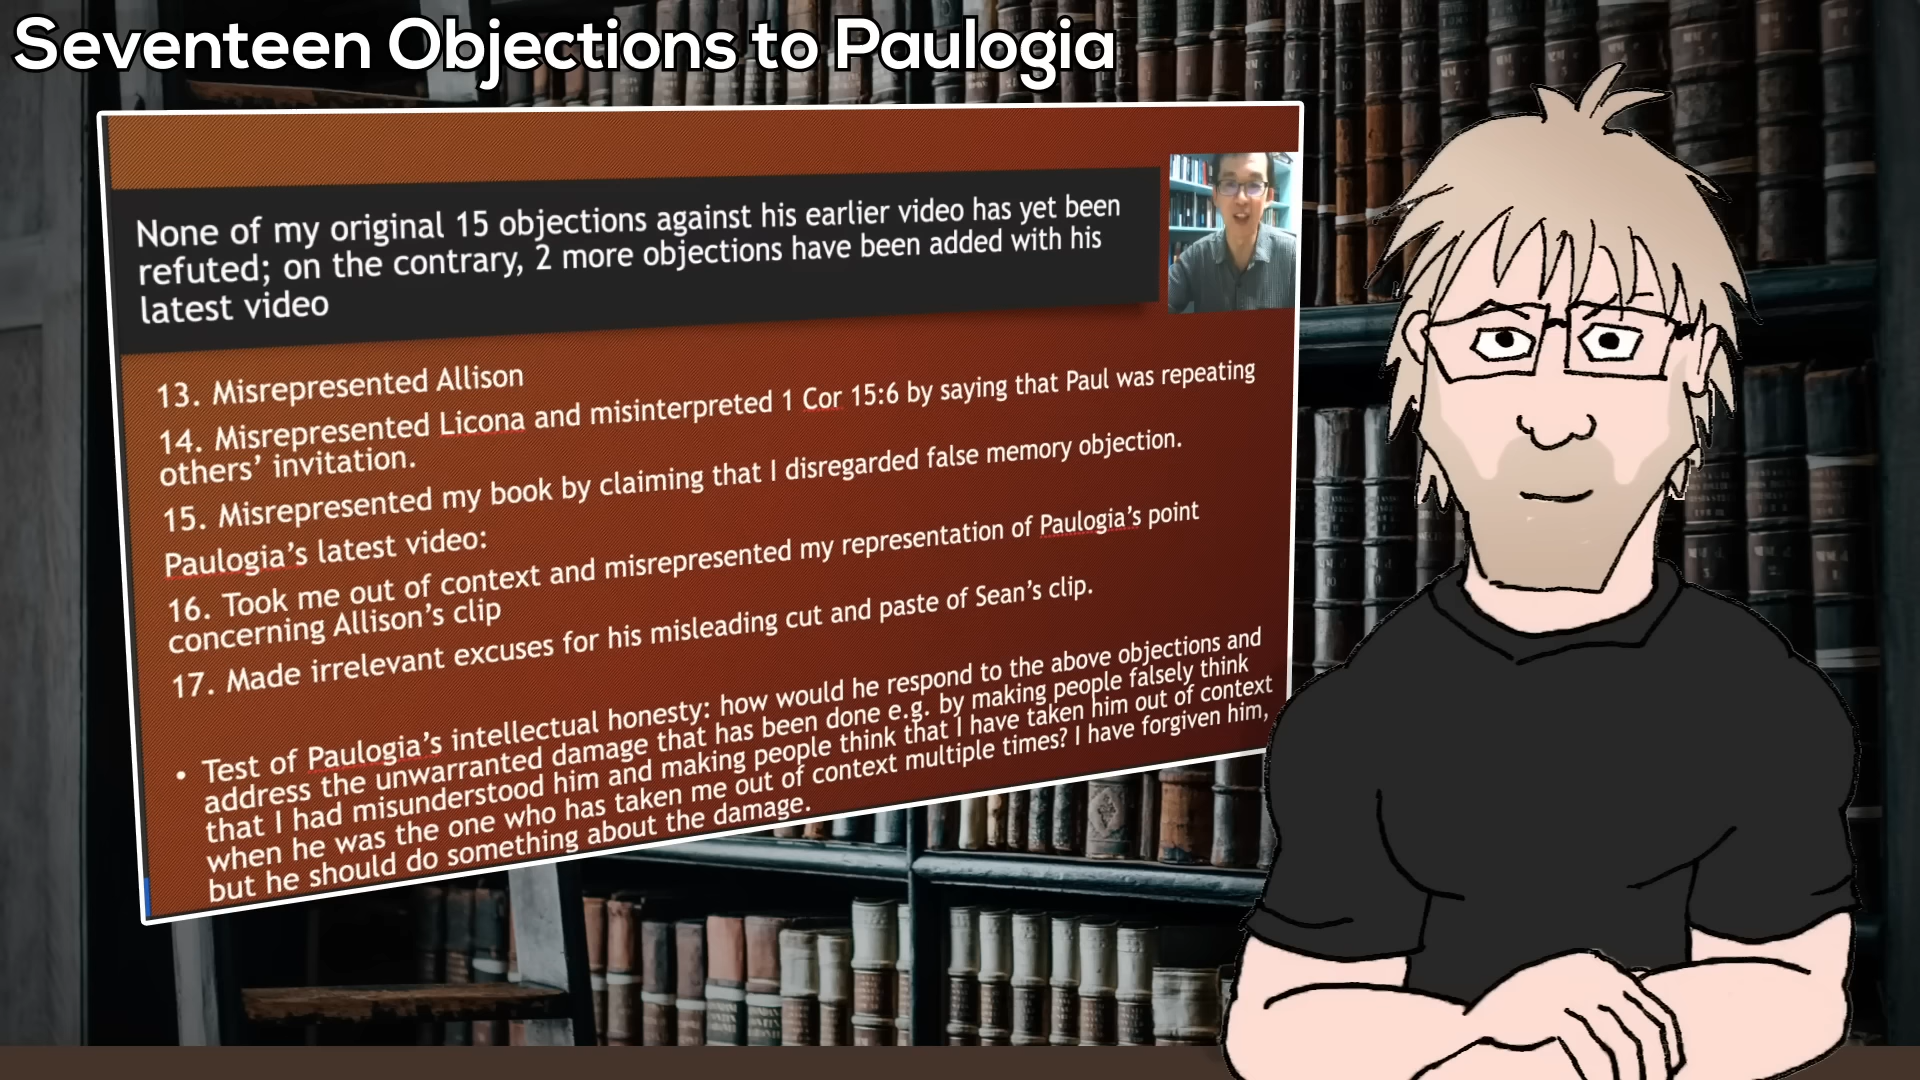 Seventeen Objections to Paulogia
None of my original 15 objections against his earlier video has yet been
refuted; on the contrary, 2 more objections have been added with his
latest video
13. Misrepresented Allison
14. Misrepresented Licona and misinterpreted 1 Cor 15:6 by saying that Paul was repeating
others’ invitation.
15. Misrepresented my book by claiming that I disregarded false memory objection.
Paulogia’s latest video:
16. Took me out of context and misrepresented my representation of Paulogia’s point
concerning Allison’s clip
17. Made irrelevant excuses for his misleading cut and paste of Sean’s clip.
• Test of Paulogia’s intellectual honesty: how would he respond to the above objections and
address the unwarranted damage that has been done e.g. by making people falsely think
that I had misunderstood him and making people think that I have taken him out of context
when he was the one who has taken me out of context multiple times? I have forgiven him,
but he should do something about the damage.